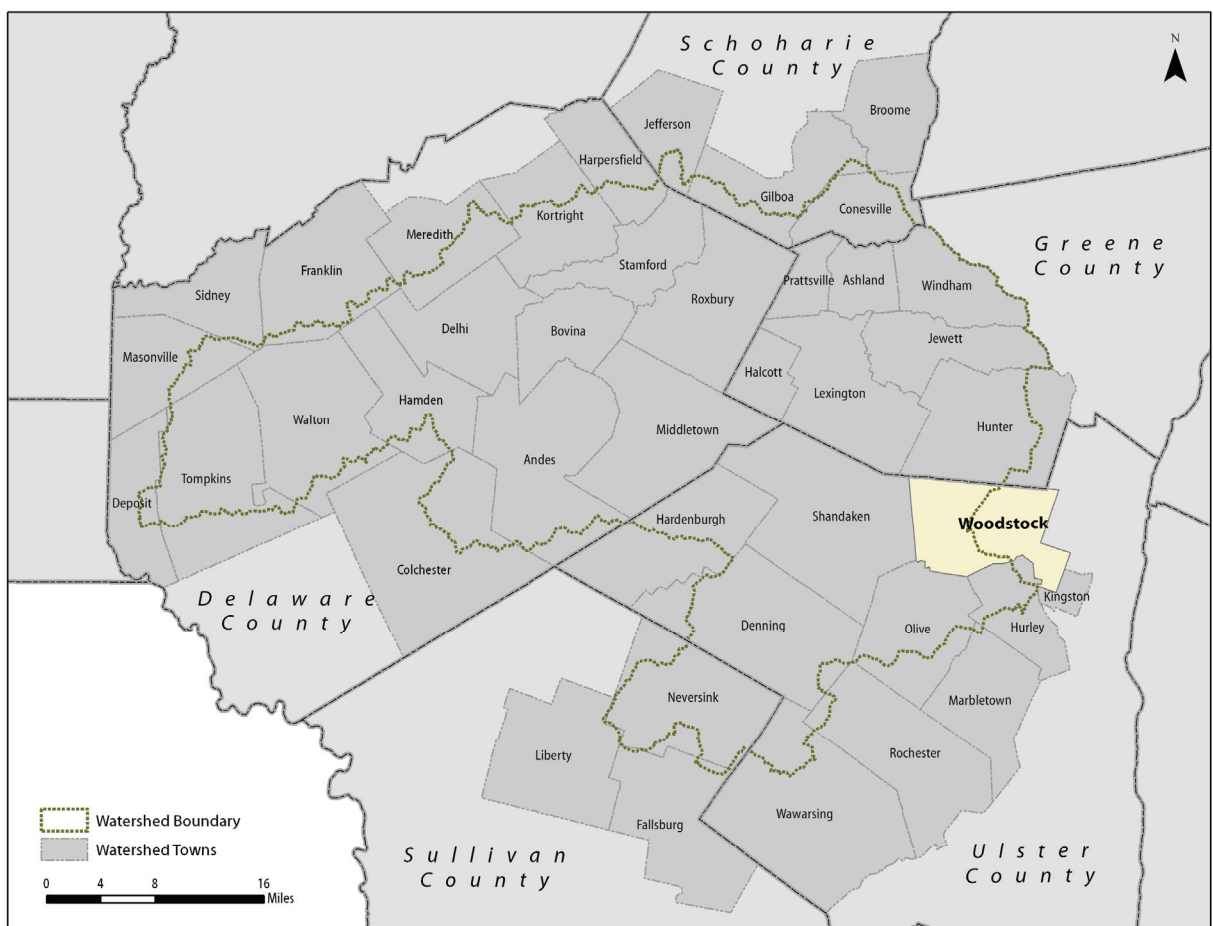 Schoharie
County
N
Broome
Jefferson
Harpersfield
Gilboa
Conesville
Kortright
Meredith
Greene
County
Franklin
Stamford
Prattsville
Ashland
Windham
Sidney
Roxbury
Delhi
Bovina
Jewett
Masonville
Halcott
Lexington
Hamden
Walton
Hunter
Middletown
Andes
Tompkins
Deposit
Hardenburgh
Shandaken
Woodstock
Colchester
Kingston
Delaware
County
Denning
Olive
Hurley
Neversink
Marbletown
Liberty
Rochester
Wawarsing
Fallsburg
Watershed Boundary
Watershed Towns
Sullivan
County
Ulster
County
0 4 8 16
Miles